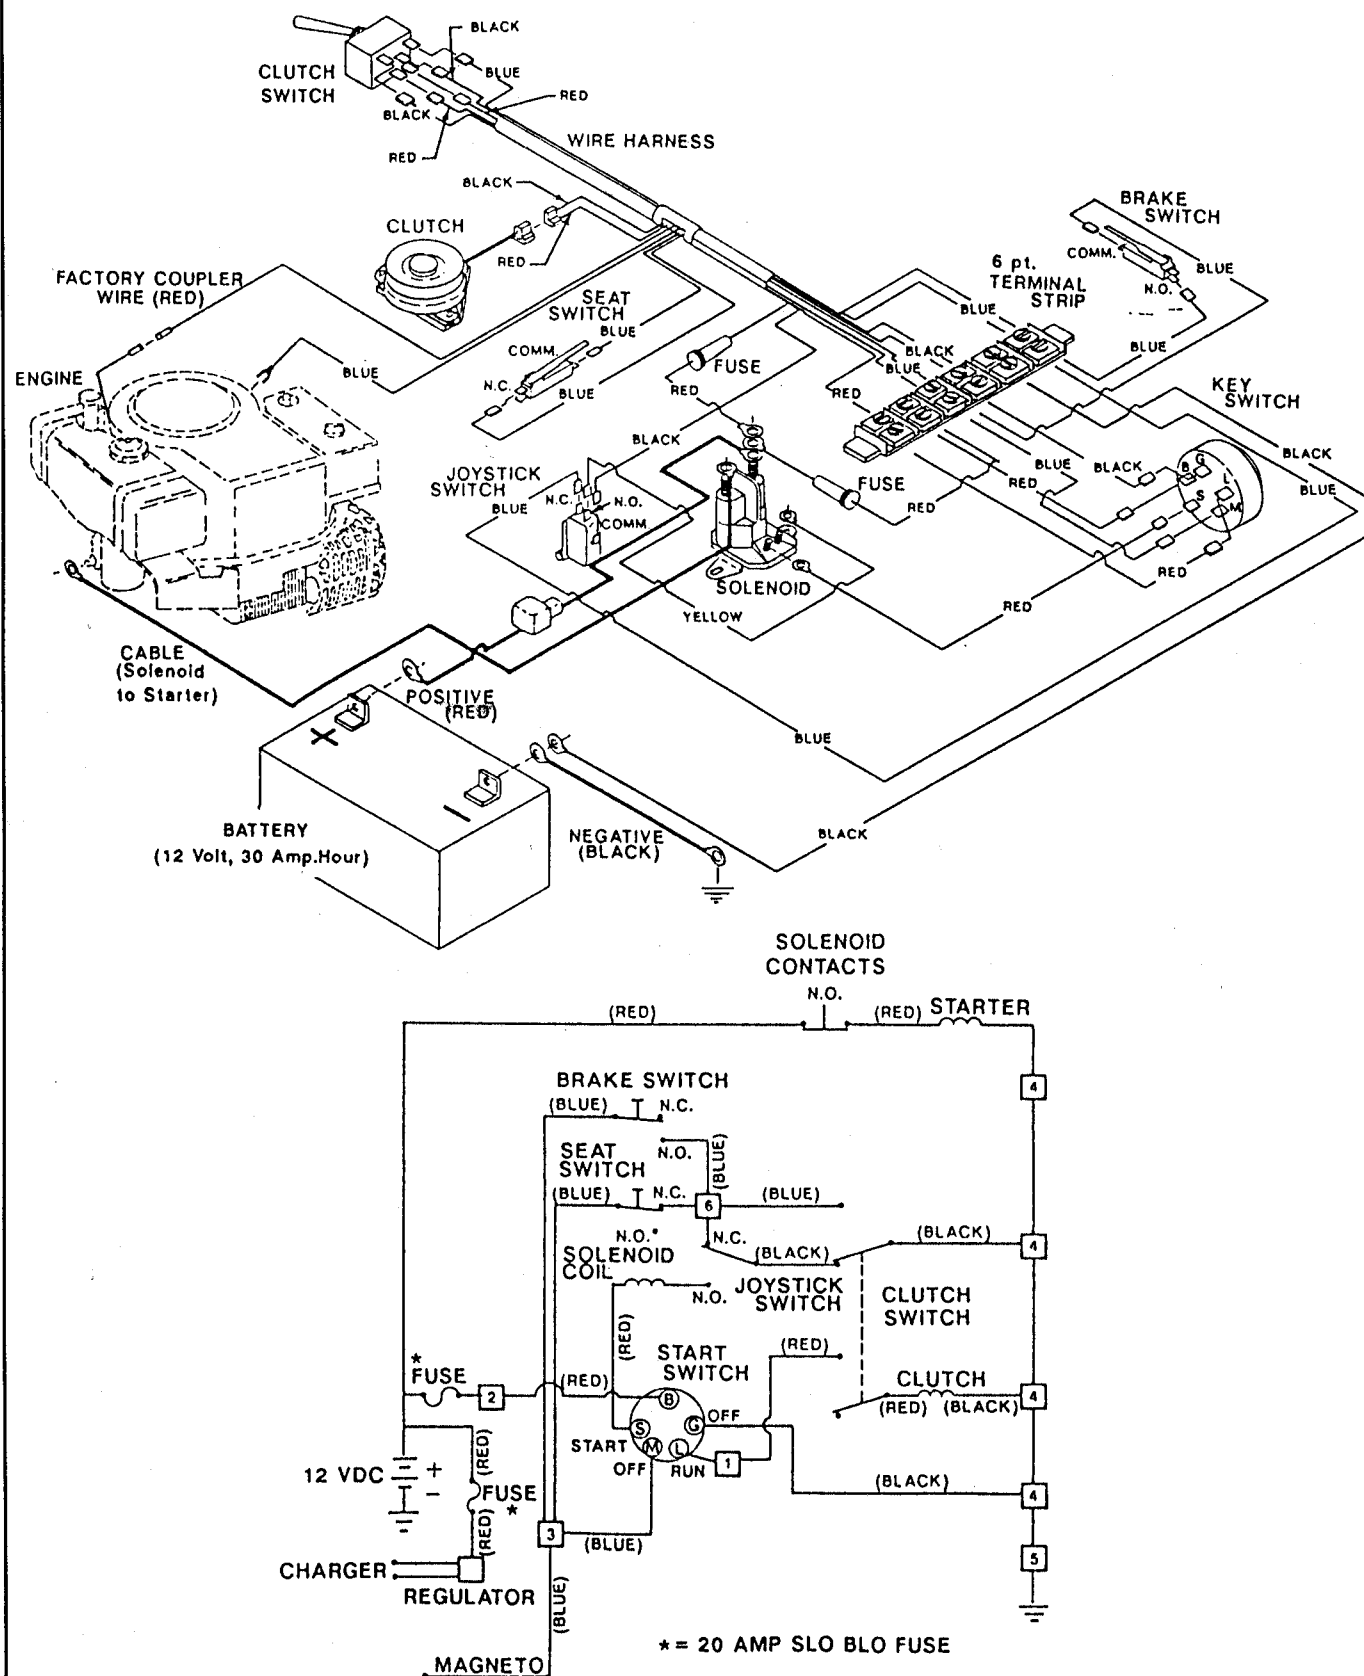 BLACK
CLUTCH
SWITCH
BLUE
RED
BLACK
RED
WIRE HARNESS
BLACK
RED
CLUTCH
FACTORY COUPLER
WIRE (RED)
SEAT
SWITCH
BLUE
COMM.
N.C.
BLUE
ENGINE
BLUE
FUSE
RED
BLACK
BRAKE
SWITCH
COMM.
BLUE
N.O.
6 pt.
TERMINAL
STRIP
BLUE
BLACK
BLUE
RED
BLUE
KEY
SWITCH
BLACK
BLUE
BLUE
BLACK
RED
B
G
L
S
M
RED
JOYSTICK
SWITCH
BLUE
N.C.
N.O.
COMM.
FUSE
RED
SOLENOID
YELLOW
RED
CABLE
(Solenoid
to Starter)
POSITIVE
(RED)
+
−
BATTERY
(12 Volt, 30 Amp.Hour)
NEGATIVE
(BLACK)
BLUE
BLACK
SOLENOID
CONTACTS
N.O.
(RED)
(RED)
STARTER
4
BRAKE SWITCH
(BLUE)
N.C.
N.O.
(BLUE)
SEAT
SWITCH
(BLUE)
N.C.
6
(BLUE)
N.O.
N.C.
(BLACK)
(BLACK)
4
SOLENOID
COIL
N.O.
JOYSTICK
SWITCH
CLUTCH
SWITCH
(RED)
START
SWITCH
(RED)
* FUSE
2
(RED)
B
OFF
S
G
START
M
L
OFF
RUN
1
CLUTCH
(RED)
(BLACK)
4
12 VDC
+
−
(RED)
FUSE
*
(RED)
(BLACK)
4
3
(BLUE)
5
CHARGER
REGULATOR
(BLUE)
* = 20 AMP SLO BLO FUSE
MAGNETO